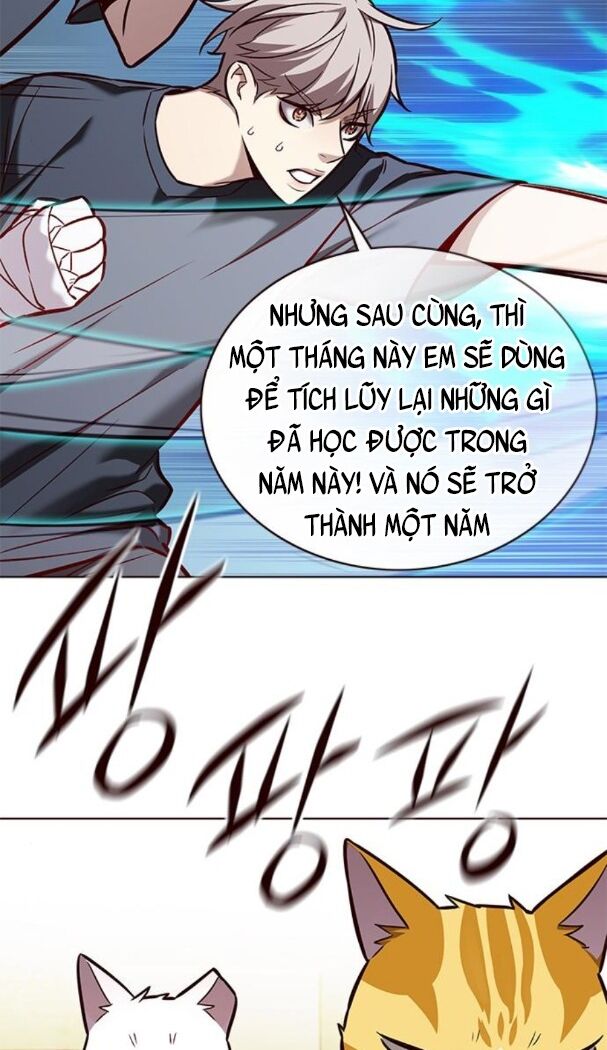 NHƯNG SAU CÙNG, THÌ
MỘT THÁNG NÀY EM SẼ DÙNG
ĐỂ TÍCH LŨY LẠI NHỮNG GÌ
ĐÃ HỌC ĐƯỢC TRONG
NĂM NÀY! VÀ NÓ SẼ TRỞ
THÀNH MỘT NĂM
팡 팡 팡